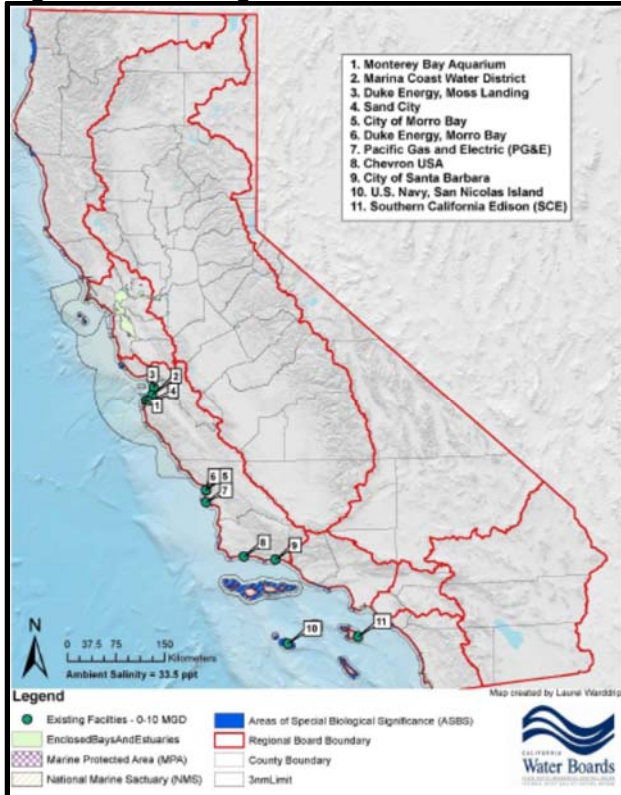 1. Monterey Bay Aquarium
2. Marina Coast Water District
3. Duke Energy, Moss Landing
4. Sand City
5. City of Morro Bay
6. Duke Energy, Morro Bay
7. Pacific Gas and Electric (PG&E)
8. Chevron USA
9. City of Santa Barbara
10. U.S. Navy, San Nicolas Island
11. Southern California Edison (SCE)
3 2
4
1
6 5
7
8
9
10
11
N
0 37.5 75 150
Kilometers
Ambient Salinity = 33.5 ppt
Legend
Map created by Laurel Warddrip
Existing Facilties - 0-10 MGD
EnclosedBaysAndEstuaries
Marine Protected Area (MPA)
National Marine Sactuary (NMS)
Areas of Special Biological Significance (ASBS)
Regional Board Boundary
County Boundary
3nmLimit
CALIFORNIA
Water Boards